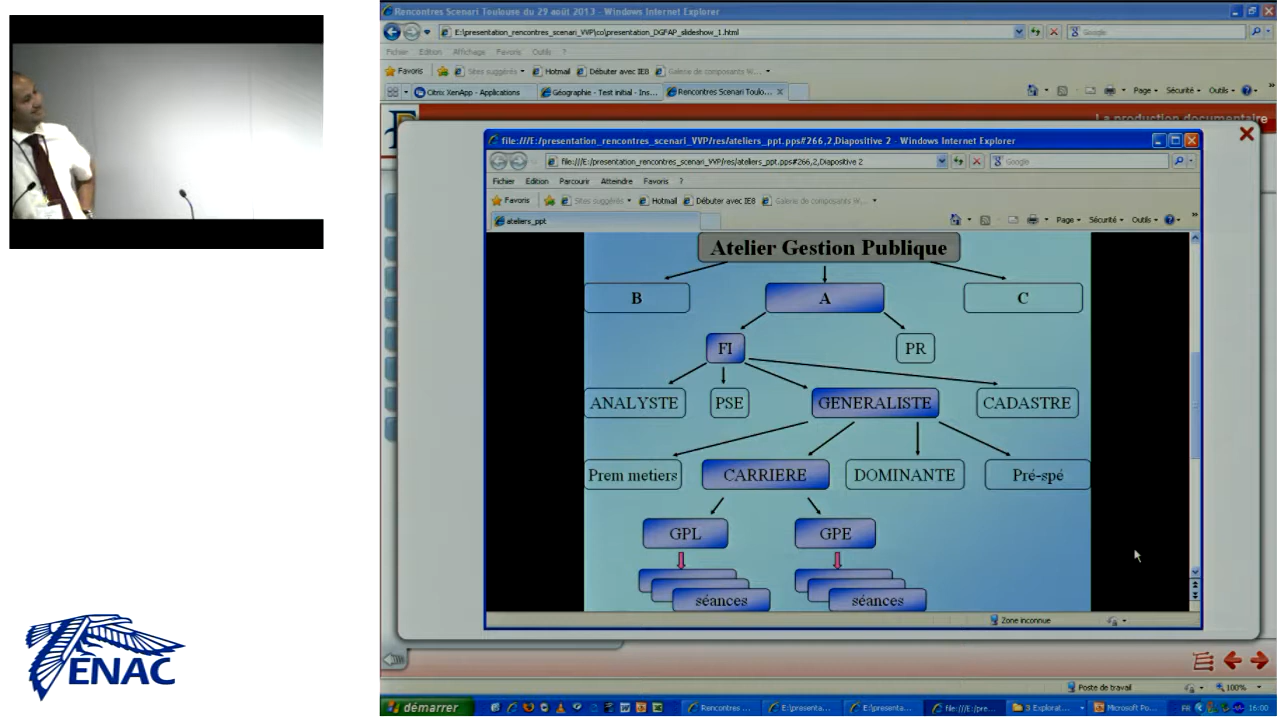 Rencontres Scenari Toulouse du 29 août 2013 - Windows Internet Explorer
E:\presentation_rencontres_scenari_VVP\co\presentation_DGFAP_slideshow_1.html
Google
Fichier Edition Affichage Favoris Outils ?
Favoris Sites suggérés Hotmail Débuter avec IE8 Galerie de composants W...
Citrix XenApp - Applications Géographie - Test initial - Ins... Rencontres Scenari Toulo... X
Page Sécurité Outils
La production documentaire
file:///E:/presentation_rencontres_scenari_VVP/res/ateliers_ppt.pps#266,2,Diapositive 2 - Windows Internet Explorer
file:///E:/presentation_rencontres_scenari_VVP/res/ateliers_ppt.pps#266,2,Diapositive 2
Google
Fichier Edition Parcourir Atteindre Favoris ?
Favoris Sites suggérés Hotmail Débuter avec IE8 Galerie de composants W...
ateliers_ppt
Page Sécurité Outils
Atelier Gestion Publique
B A C
FI PR
ANALYSTE PSE GENERALISTE CADASTRE
Prem metiers CARRIERE DOMINANTE Pré-spé
GPL GPE
séances séances
Zone inconnue
ENAC
Poste de travail 100%
démarrer Rencontres ... E:\presenta... E:\presenta... file:///E:/pre... 3 Explorat... Microsoft Po... FR 16:00